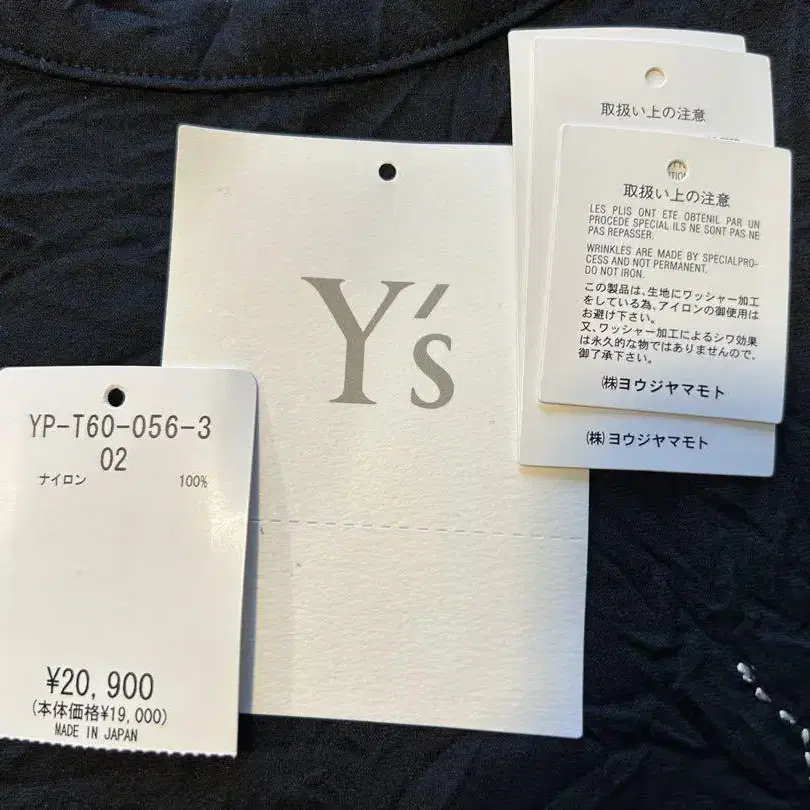 Y's
取扱い上の注意
取扱い上の注意
LES PLIS ONT ETE OBTENIL PAR UN
PROCEDE SPECIAL ILS NE SONT PAS NE
PAS REPASSER.
WRINKLES ARE MADE BY SPECIALPRO-
CESS AND NOT PERMANENT.
DO NOT IRON.
この製品は、生地にワッシャー加工
をしている為、アイロンの御使用は
お避け下さい。
又、ワッシャー加工によるシワ効果
は永久的な物ではありませんので、
御了承下さい。
㈱ヨウジヤマモト
(株)ヨウジヤマモト
YP-T60-056-3
02
ナイロン 100%
¥20,900
(本体価格¥19,000)
MADE IN JAPAN